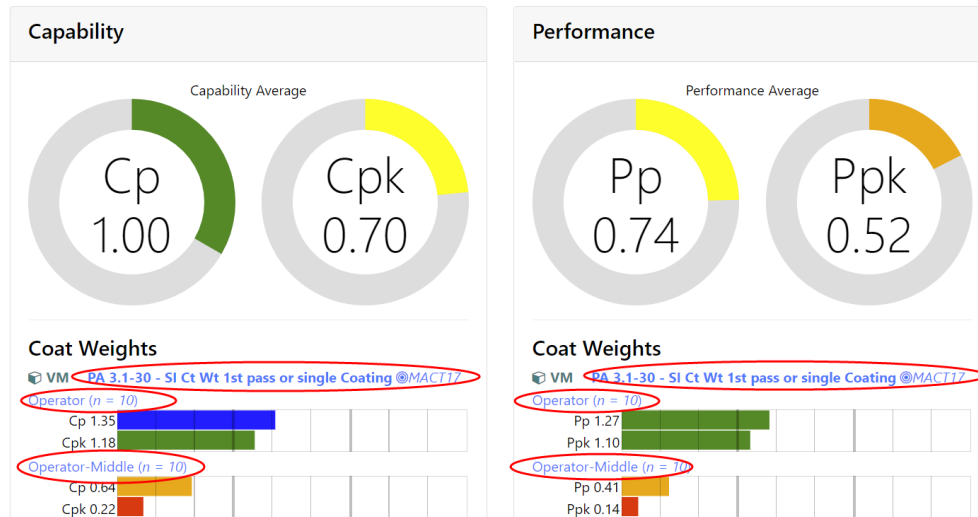 Capability
Capability Average
Cp
1.00
Cpk
0.70
Coat Weights
VM PA 3.1-30 - SI Ct Wt 1st pass or single Coating MACT17
Operator (n = 10)
Cp 1.35
Cpk 1.18
Operator-Middle (n = 10)
Cp 0.64
Cpk 0.22
Performance
Performance Average
Pp
0.74
Ppk
0.52
Coat Weights
VM PA 3.1-30 - SI Ct Wt 1st pass or single Coating MACT17
Operator (n = 10)
Pp 1.27
Ppk 1.10
Operator-Middle (n = 10)
Pp 0.41
Ppk 0.14